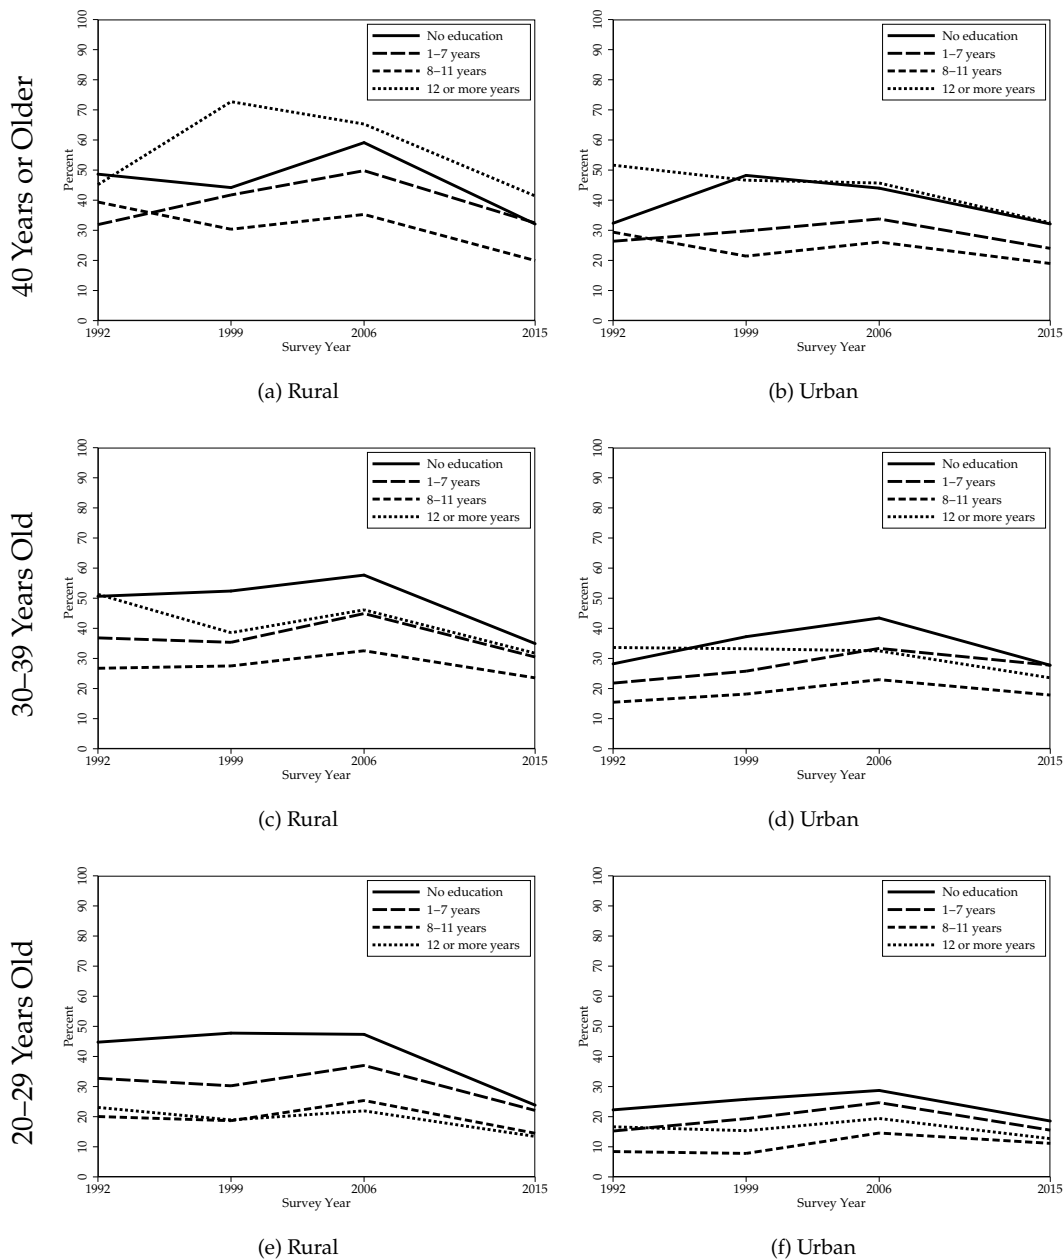 40 Years or Older
Percent
0 10 20 30 40 50 60 70 80 90 100
No education
1–7 years
8–11 years
12 or more years
1992 1999 2006 2015
Survey Year
(a) Rural
Percent
0 10 20 30 40 50 60 70 80 90 100
No education
1–7 years
8–11 years
12 or more years
1992 1999 2006 2015
Survey Year
(b) Urban
30–39 Years Old
Percent
0 10 20 30 40 50 60 70 80 90 100
No education
1–7 years
8–11 years
12 or more years
1992 1999 2006 2015
Survey Year
(c) Rural
Percent
0 10 20 30 40 50 60 70 80 90 100
No education
1–7 years
8–11 years
12 or more years
1992 1999 2006 2015
Survey Year
(d) Urban
20–29 Years Old
Percent
0 10 20 30 40 50 60 70 80 90 100
No education
1–7 years
8–11 years
12 or more years
1992 1999 2006 2015
Survey Year
(e) Rural
Percent
0 10 20 30 40 50 60 70 80 90 100
No education
1–7 years
8–11 years
12 or more years
1992 1999 2006 2015
Survey Year
(f) Urban